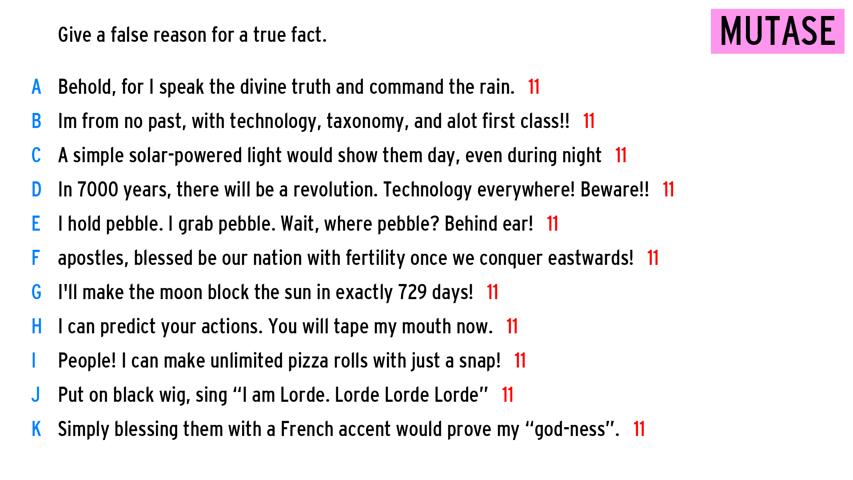 Give a false reason for a true fact.
MUTASE
A Behold, for I speak the divine truth and command the rain. 11
B Im from no past, with technology, taxonomy, and alot first class!! 11
C A simple solar-powered light would show them day, even during night 11
D In 7000 years, there will be a revolution. Technology everywhere! Beware!! 11
E I hold pebble. I grab pebble. Wait, where pebble? Behind ear! 11
F apostles, blessed be our nation with fertility once we conquer eastwards! 11
G I'll make the moon block the sun in exactly 729 days! 11
H I can predict your actions. You will tape my mouth now. 11
I People! I can make unlimited pizza rolls with just a snap! 11
J Put on black wig, sing “I am Lorde. Lorde Lorde Lorde” 11
K Simply blessing them with a French accent would prove my “god-ness”. 11